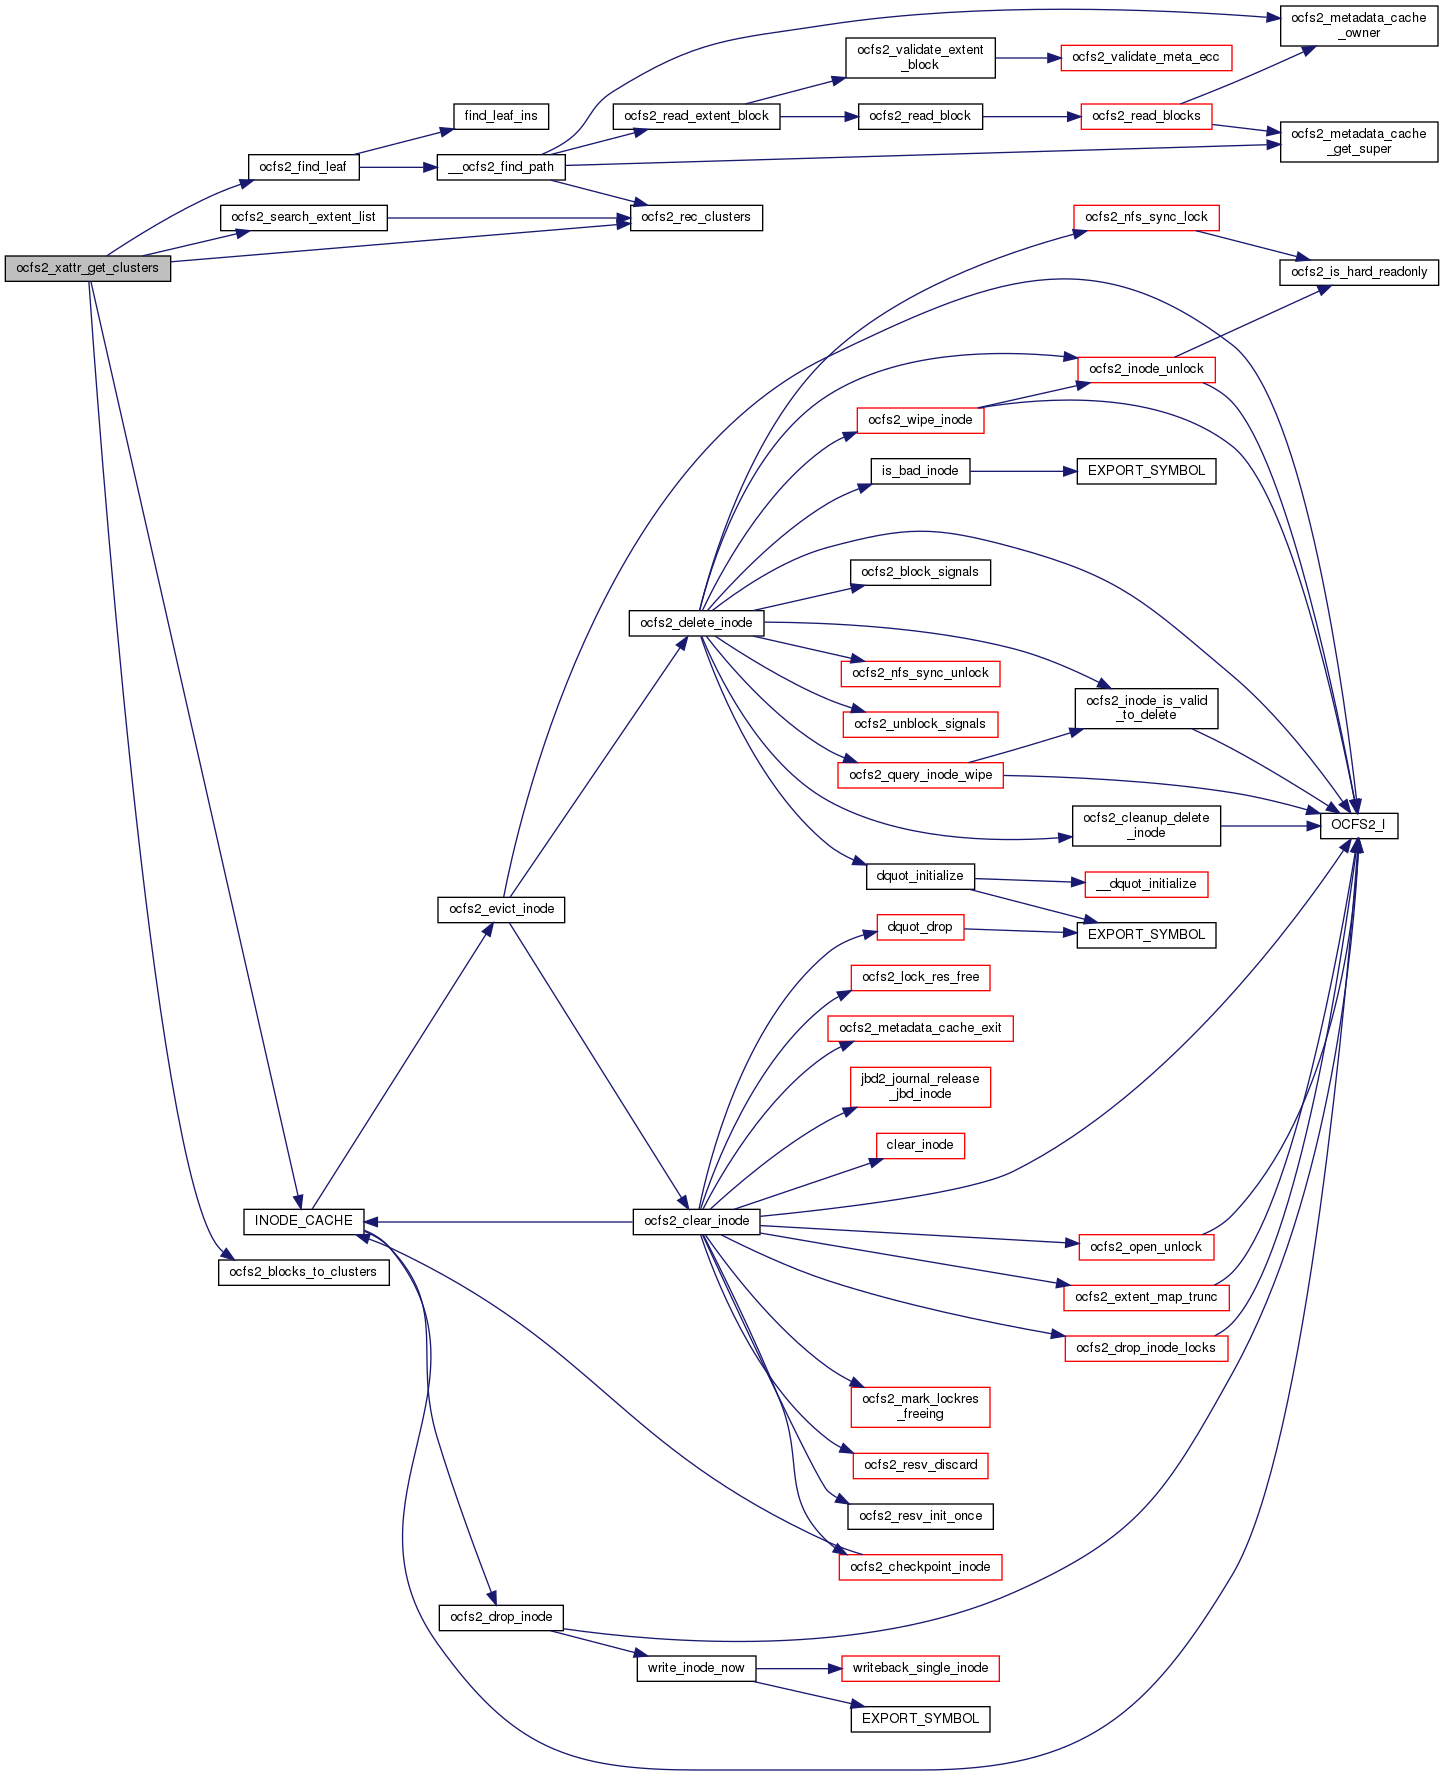 ocfs2_metadata_cache
_owner
ocfs2_validate_extent
_block
ocfs2_validate_meta_ecc
find_leaf_ins
ocfs2_read_extent_block
ocfs2_read_block
ocfs2_read_blocks
ocfs2_metadata_cache
_get_super
ocfs2_find_leaf
__ocfs2_find_path
ocfs2_search_extent_list
ocfs2_rec_clusters
ocfs2_nfs_sync_lock
ocfs2_xattr_get_clusters
ocfs2_is_hard_readonly
ocfs2_inode_unlock
ocfs2_wipe_inode
is_bad_inode
EXPORT_SYMBOL
ocfs2_block_signals
ocfs2_delete_inode
ocfs2_nfs_sync_unlock
ocfs2_inode_is_valid
_to_delete
ocfs2_unblock_signals
ocfs2_query_inode_wipe
ocfs2_cleanup_delete
_inode
OCFS2_I
dquot_initialize
__dquot_initialize
ocfs2_evict_inode
dquot_drop
EXPORT_SYMBOL
ocfs2_lock_res_free
ocfs2_metadata_cache_exit
jbd2_journal_release
_jbd_inode
clear_inode
INODE_CACHE
ocfs2_clear_inode
ocfs2_open_unlock
ocfs2_blocks_to_clusters
ocfs2_extent_map_trunc
ocfs2_drop_inode_locks
ocfs2_mark_lockres
_freeing
ocfs2_resv_discard
ocfs2_resv_init_once
ocfs2_checkpoint_inode
ocfs2_drop_inode
write_inode_now
writeback_single_inode
EXPORT_SYMBOL